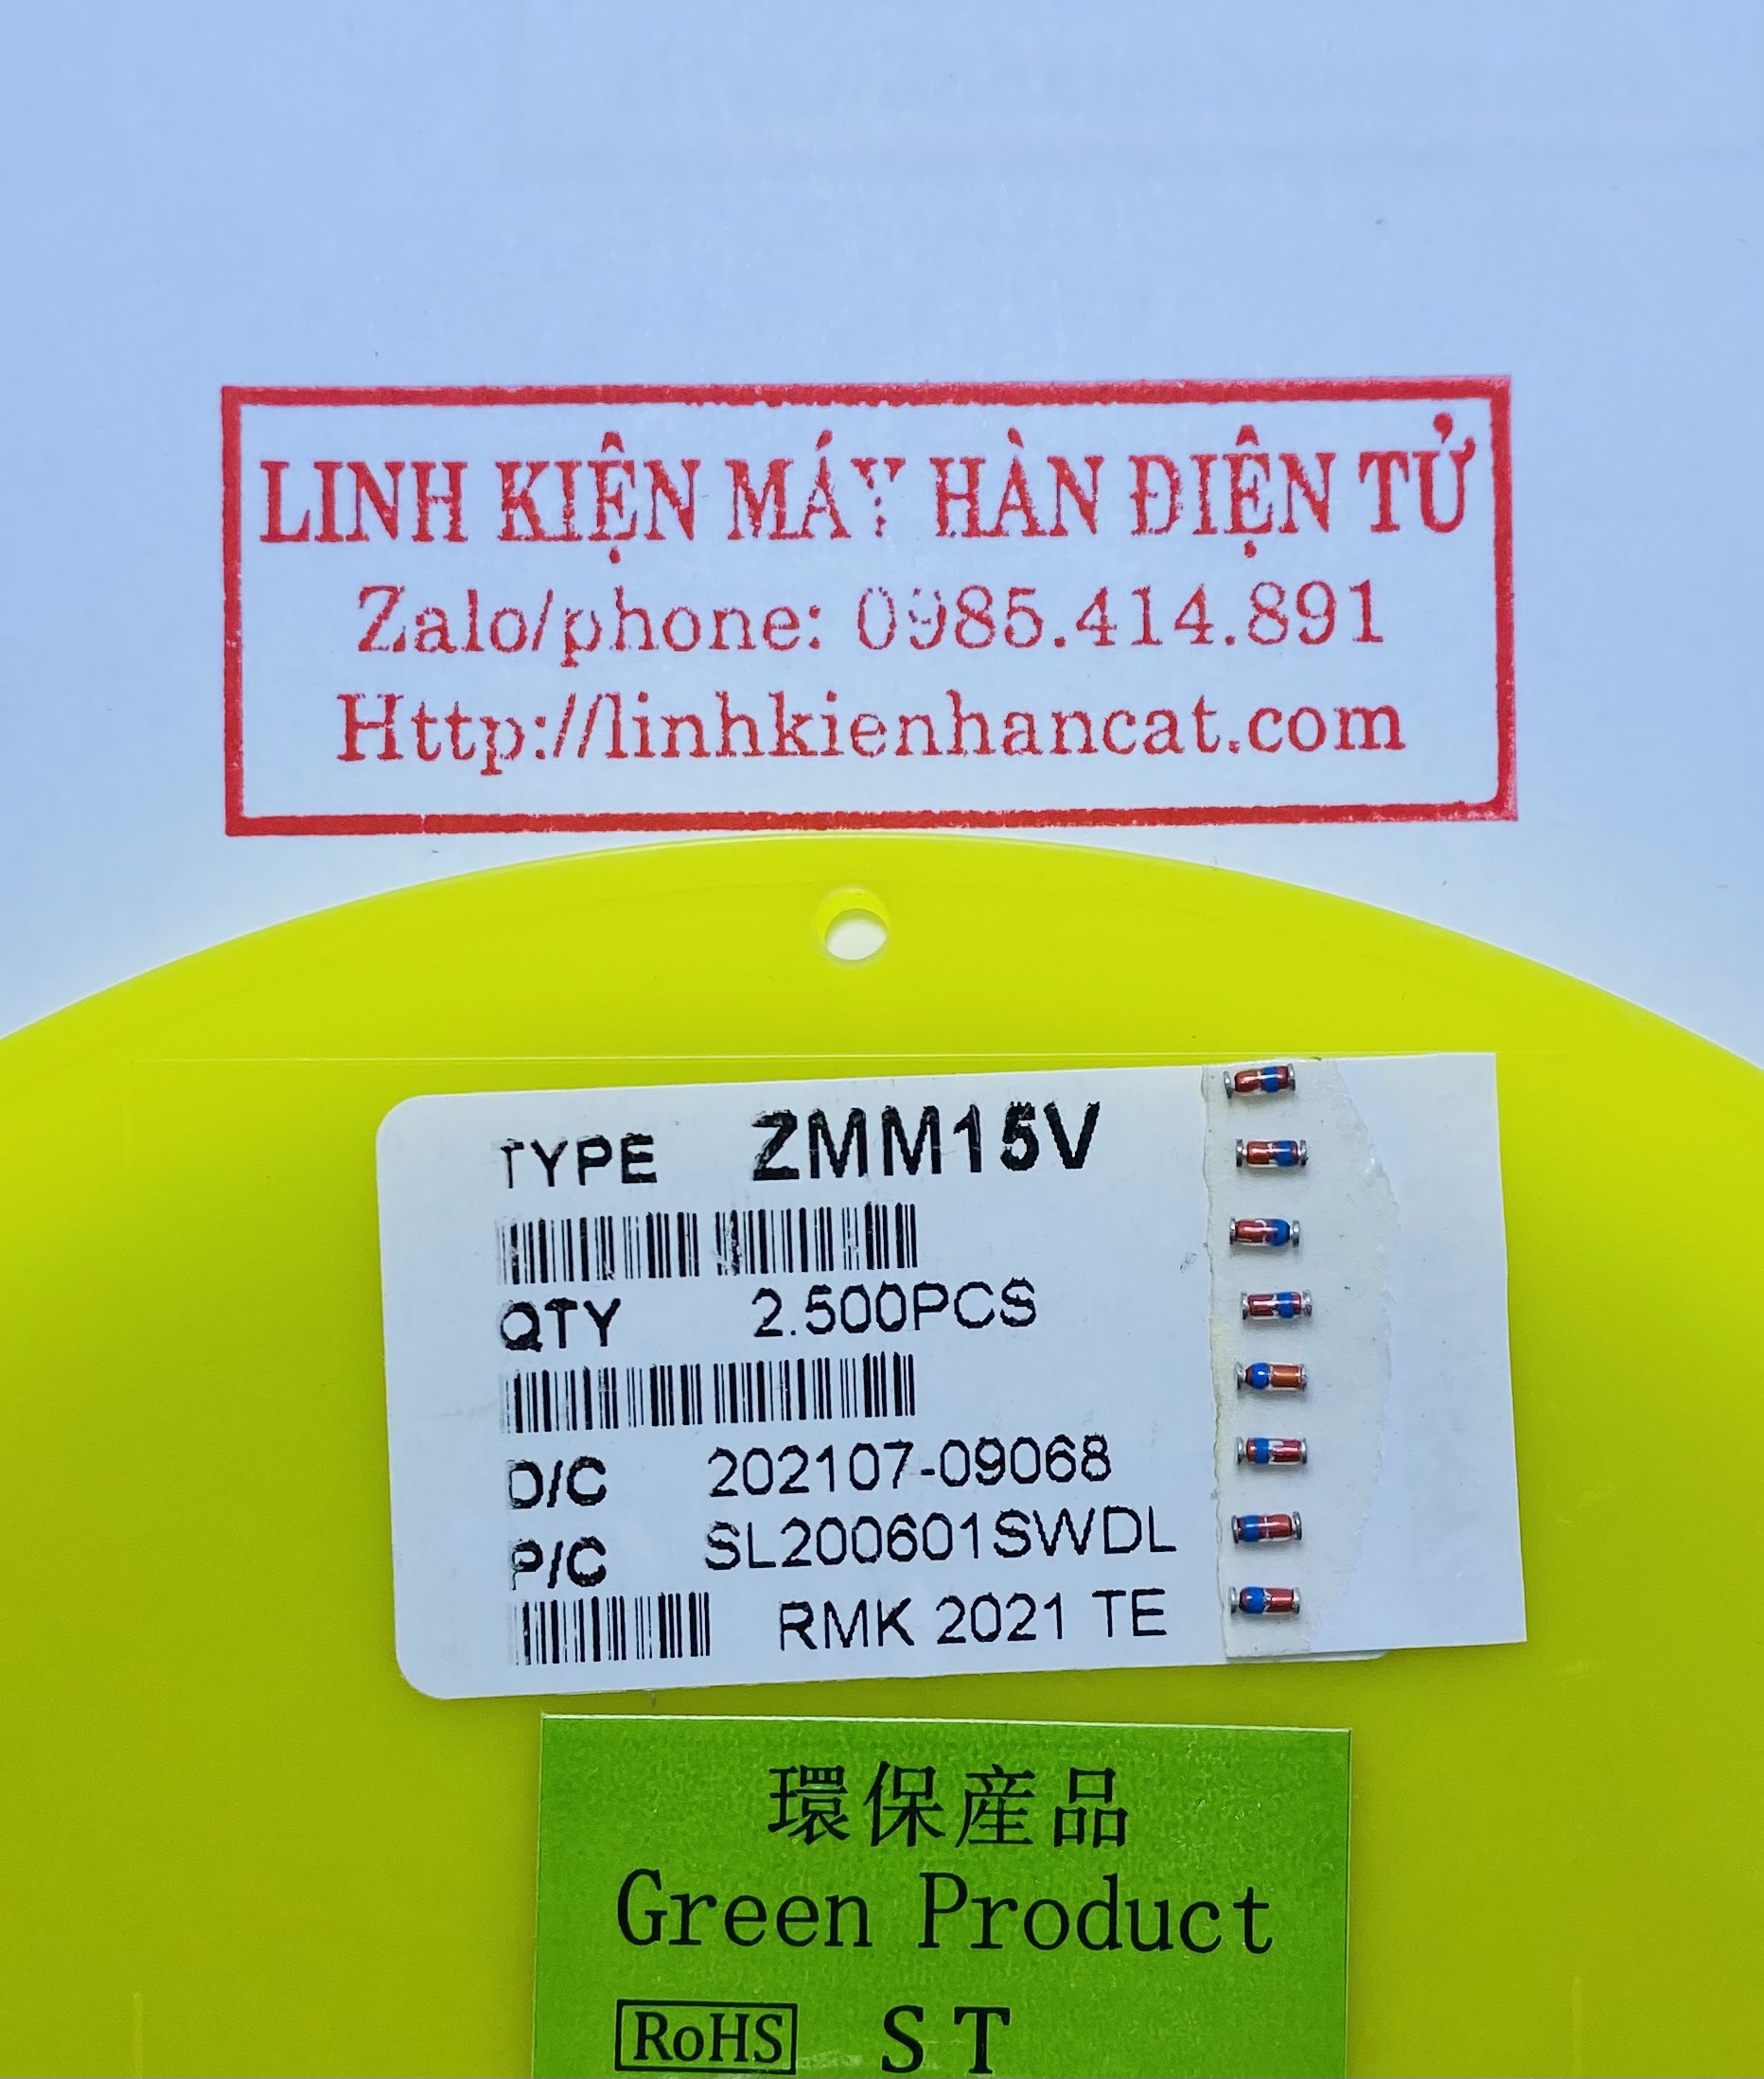 LINH KIỆN MÁY HÀN ĐIỆN TỬ
Zalo/phone: 0985.414.891
Http://linhkienhancat.com
TYPE ZMM15V
QTY 2.500PCS
D/C 202107-09068
P/C SL200601SWDL
RMK 2021 TE
環保産品
Green Product
RoHS ST